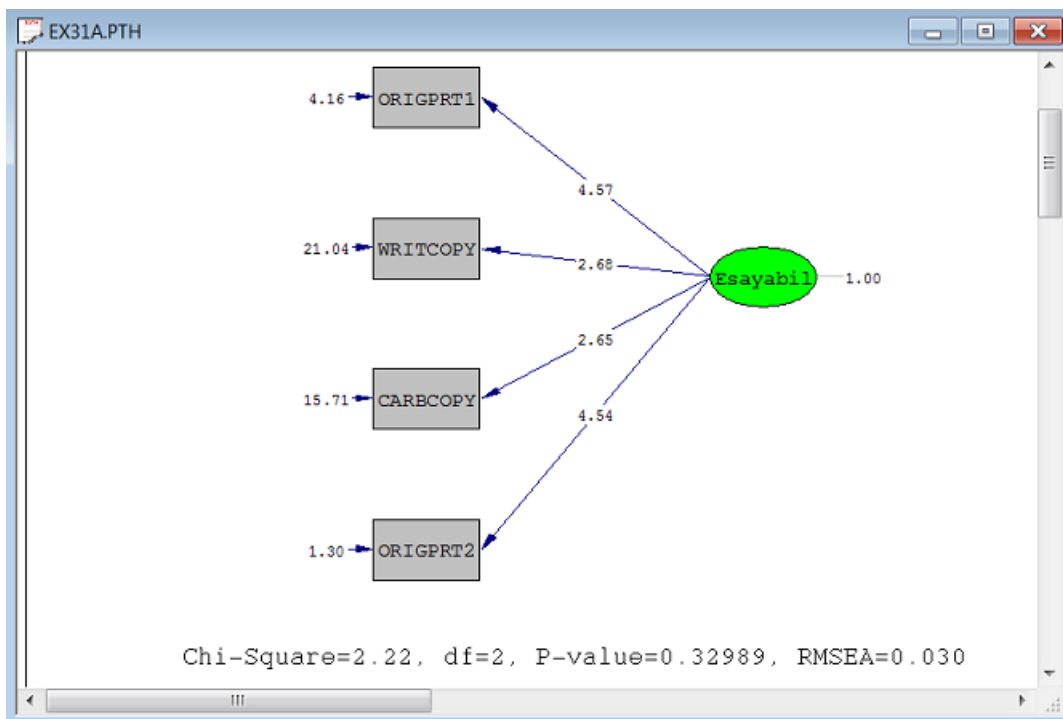 EX31A.PTH
4.16 ORIGPRT1
4.57
21.04 WRITCOPY
2.68
Esayabil 1.00
2.65
15.71 CARBCOPY
4.54
1.30 ORIGPRT2
Chi-Square=2.22, df=2, P-value=0.32989, RMSEA=0.030